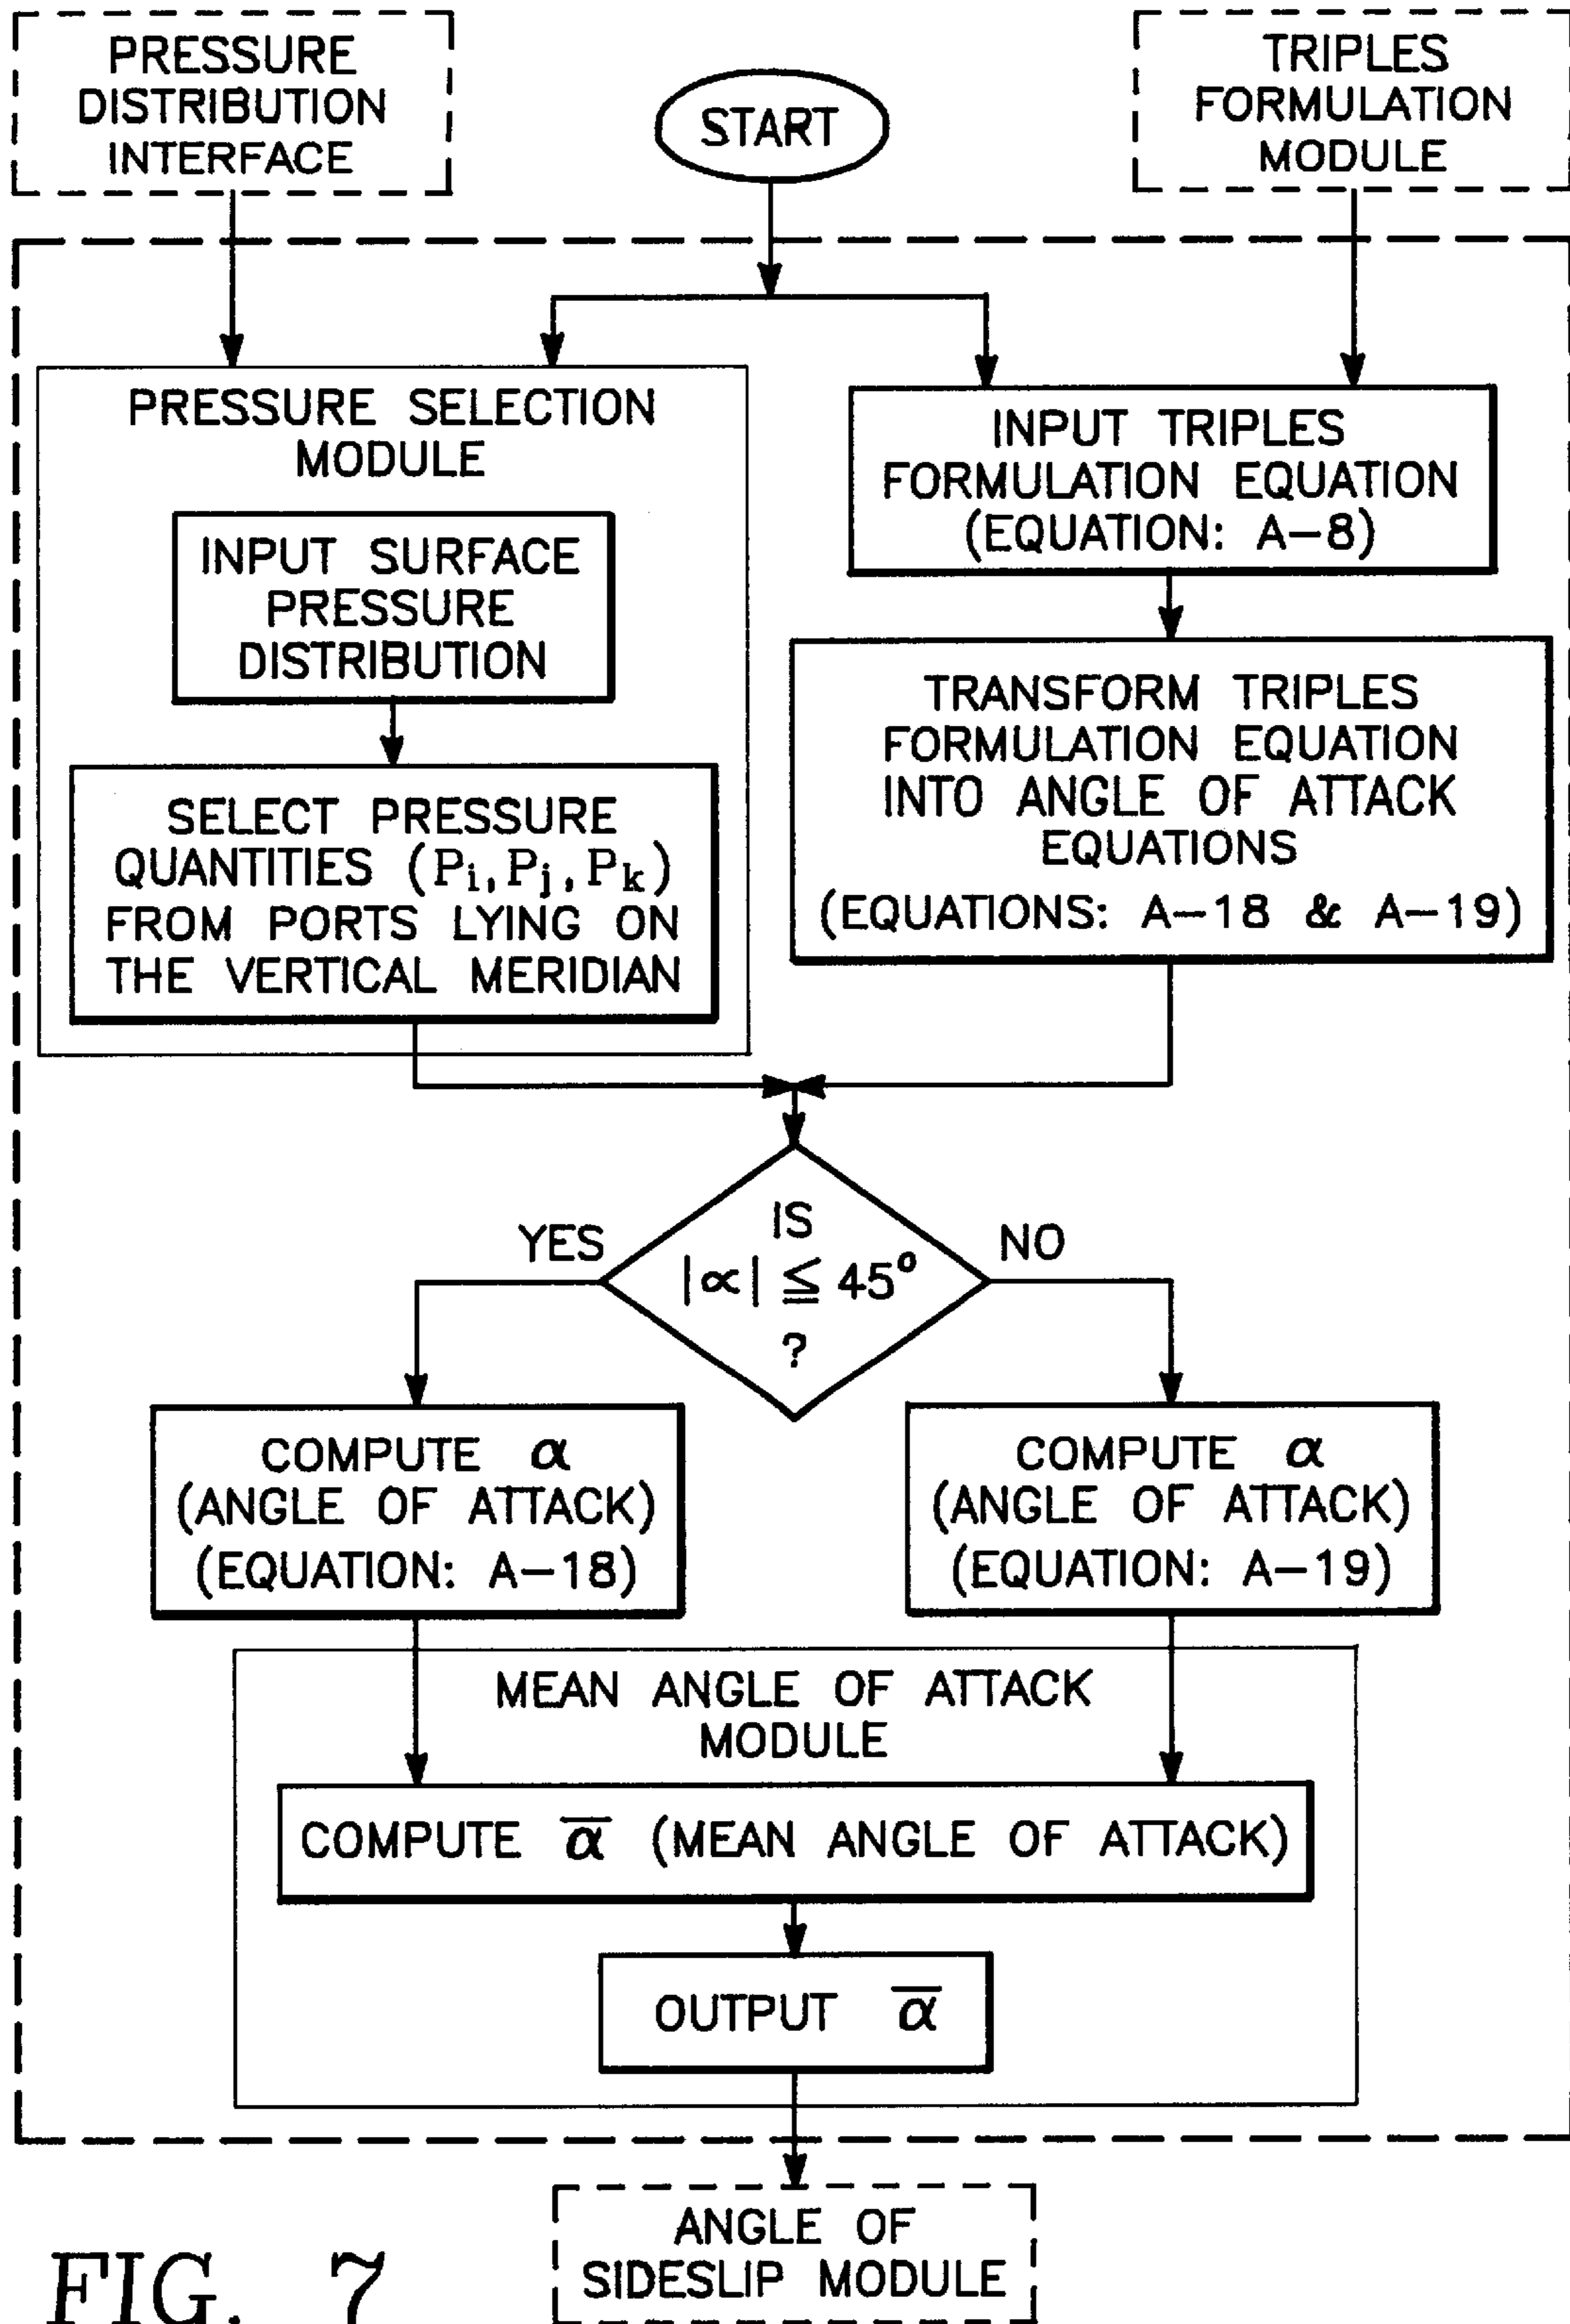 PRESSURE
DISTRIBUTION
INTERFACE
START
TRIPLES
FORMULATION
MODULE
PRESSURE SELECTION
MODULE
INPUT SURFACE
PRESSURE
DISTRIBUTION
SELECT PRESSURE
QUANTITIES (Pi, Pj, Pk)
FROM PORTS LYING ON
THE VERTICAL MERIDIAN
INPUT TRIPLES
FORMULATION EQUATION
(EQUATION: A-8)
TRANSFORM TRIPLES
FORMULATION EQUATION
INTO ANGLE OF ATTACK
EQUATIONS
(EQUATIONS: A-18 & A-19)
YES
IS
|∝| ≦ 45°
?
NO
COMPUTE α
(ANGLE OF ATTACK)
(EQUATION: A-18)
COMPUTE α
(ANGLE OF ATTACK)
(EQUATION: A-19)
MEAN ANGLE OF ATTACK
MODULE
COMPUTE α̅ (MEAN ANGLE OF ATTACK)
OUTPUT α̅
ANGLE OF
SIDESLIP MODULE
FIG. 7